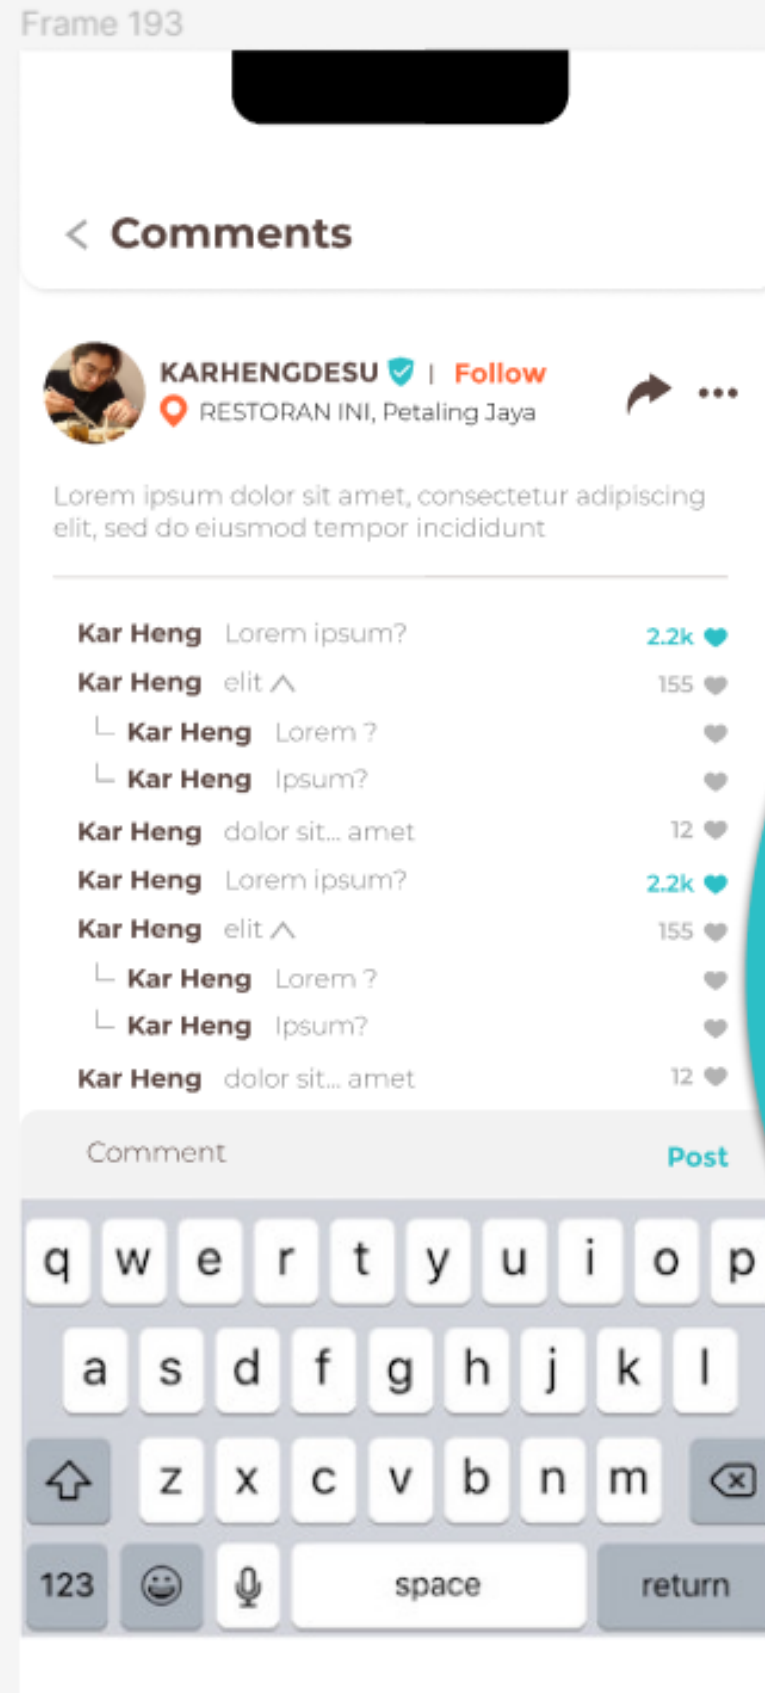 Frame 193
< Comments
KARHENGDESU | Follow
RESTORAN INI, Petaling Jaya
Lorem ipsum dolor sit amet, consectetur adipiscing
elit, sed do eiusmod tempor incididunt
Kar Heng Lorem ipsum? 2.2k
Kar Heng elit 155
Kar Heng Lorem ?
Kar Heng Ipsum?
Kar Heng dolor sit... amet 12
Kar Heng Lorem ipsum? 2.2k
Kar Heng elit 155
Kar Heng Lorem ?
Kar Heng Ipsum?
Kar Heng dolor sit... amet 12
Comment Post
q w e r t y u i o p
a s d f g h j k l
z x c v b n m
123 space return